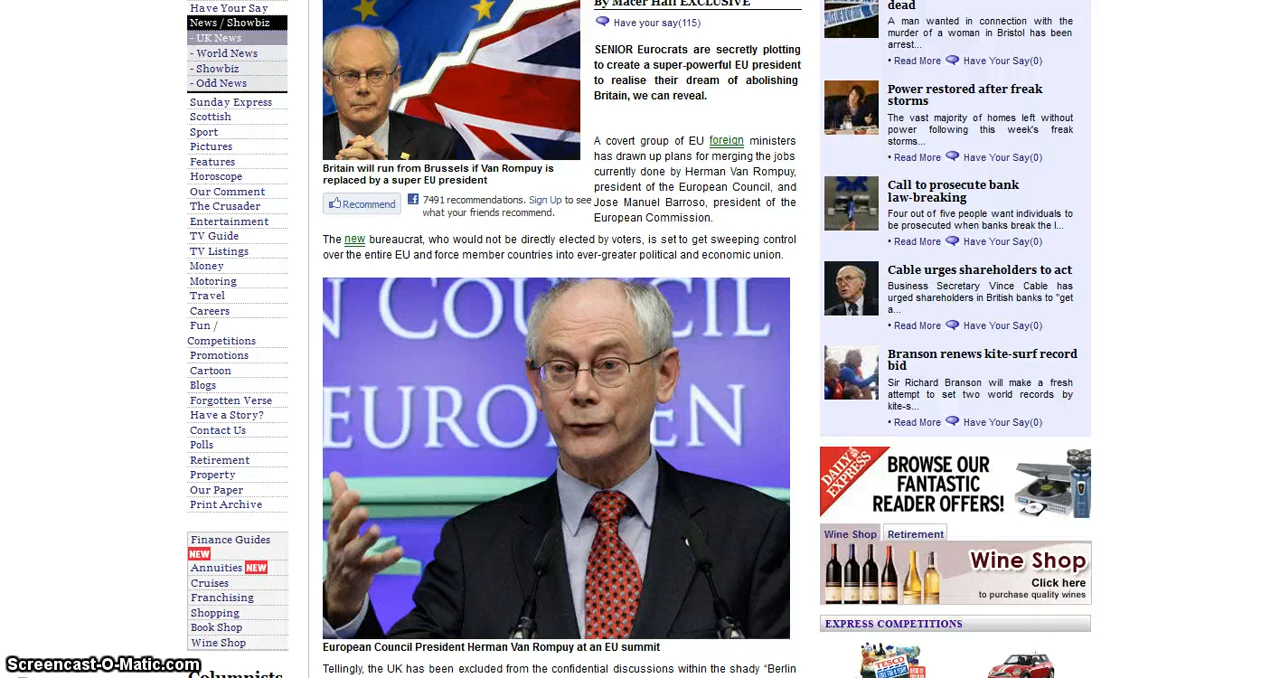 Have Your Say
News / Showbiz
- UK News
- World News
- Showbiz
- Odd News
Sunday Express
Scottish
Sport
Pictures
Features
Horoscope
Our Comment
The Crusader
Entertainment
TV Guide
TV Listings
Money
Motoring
Travel
Careers
Fun /
Competitions
Promotions
Cartoon
Blogs
Forgotten Verse
Have a Story?
Contact Us
Polls
Retirement
Property
Our Paper
Print Archive
Finance Guides
NEW
Annuities NEW
Cruises
Franchising
Shopping
Book Shop
Wine Shop
Columnists
Screencast-O-Matic.com
Britain will run from Brussels if Van Rompuy is
replaced by a super EU president
Recommend
7491 recommendations. Sign Up to see
what your friends recommend.
By Macer Hall EXCLUSIVE
Have your say(115)
SENIOR Eurocrats are secretly plotting
to create a super-powerful EU president
to realise their dream of abolishing
Britain, we can reveal.
A covert group of EU foreign ministers
has drawn up plans for merging the jobs
currently done by Herman Van Rompuy,
president of the European Council, and
Jose Manuel Barroso, president of the
European Commission.
The new bureaucrat, who would not be directly elected by voters, is set to get sweeping control
over the entire EU and force member countries into ever-greater political and economic union.
N COUNCIL
EUROPEEN
European Council President Herman Van Rompuy at an EU summit
Tellingly, the UK has been excluded from the confidential discussions within the shady “Berlin
dead
A man wanted in connection with the
murder of a woman in Bristol has been
arrest...
• Read More Have Your Say(0)
Power restored after freak
storms
The vast majority of homes left without
power following this week's freak
storms...
• Read More Have Your Say(0)
Call to prosecute bank
law-breaking
Four out of five people want individuals to
be prosecuted when banks break the l...
• Read More Have Your Say(0)
Cable urges shareholders to act
Business Secretary Vince Cable has
urged shareholders in British banks to "get
a...
• Read More Have Your Say(0)
Branson renews kite-surf record
bid
Sir Richard Branson will make a fresh
attempt to set two world records by
kite-s...
• Read More Have Your Say(0)
DAILY EXPRESS
BROWSE OUR
FANTASTIC
READER OFFERS!
Wine Shop Retirement
Wine Shop
Click here
to purchase quality wines
EXPRESS COMPETITIONS
TESCO